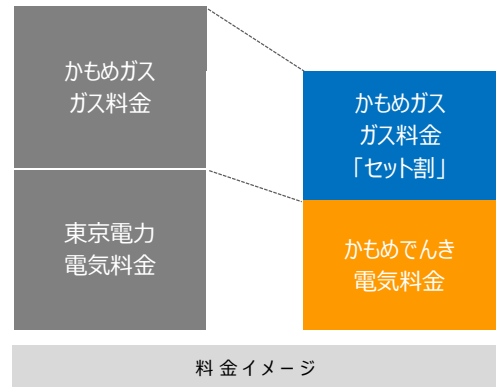 かもめガス
ガス料金
東京電力
電気料金
かもめガス
ガス料金
「セット割」
かもめでんき
電気料金
料金イメージ